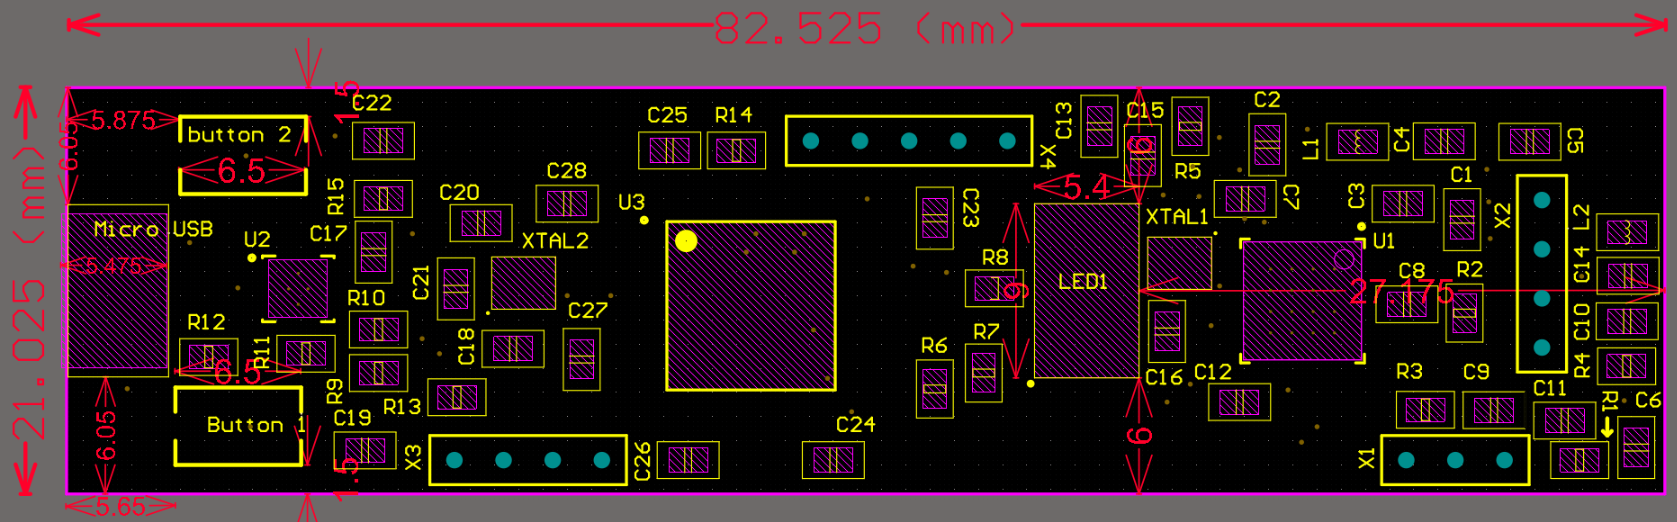 82.525 (mm)
21.025 (mm)
1.5
5.875
6.05
button 2
6.5
C22
C25
R14
X4
C13
C15
6
R5
C2
L1
C4
C5
R15
C20
C28
U3
C23
5.4
XTAL1
C7
C3
C1
X2
L2
Micro USB
5.475
U2
C17
XTAL2
R8
9
LED1
U1
C8
R2
C14
27.175
C21
R10
C27
C10
R12
R11
6.5
C18
R6
R7
C16
C12
R3
C9
R4
R9
R13
C11
R1
C6
6.05
Button 1
C19
X3
C26
C24
6
X1
1.5
5.65